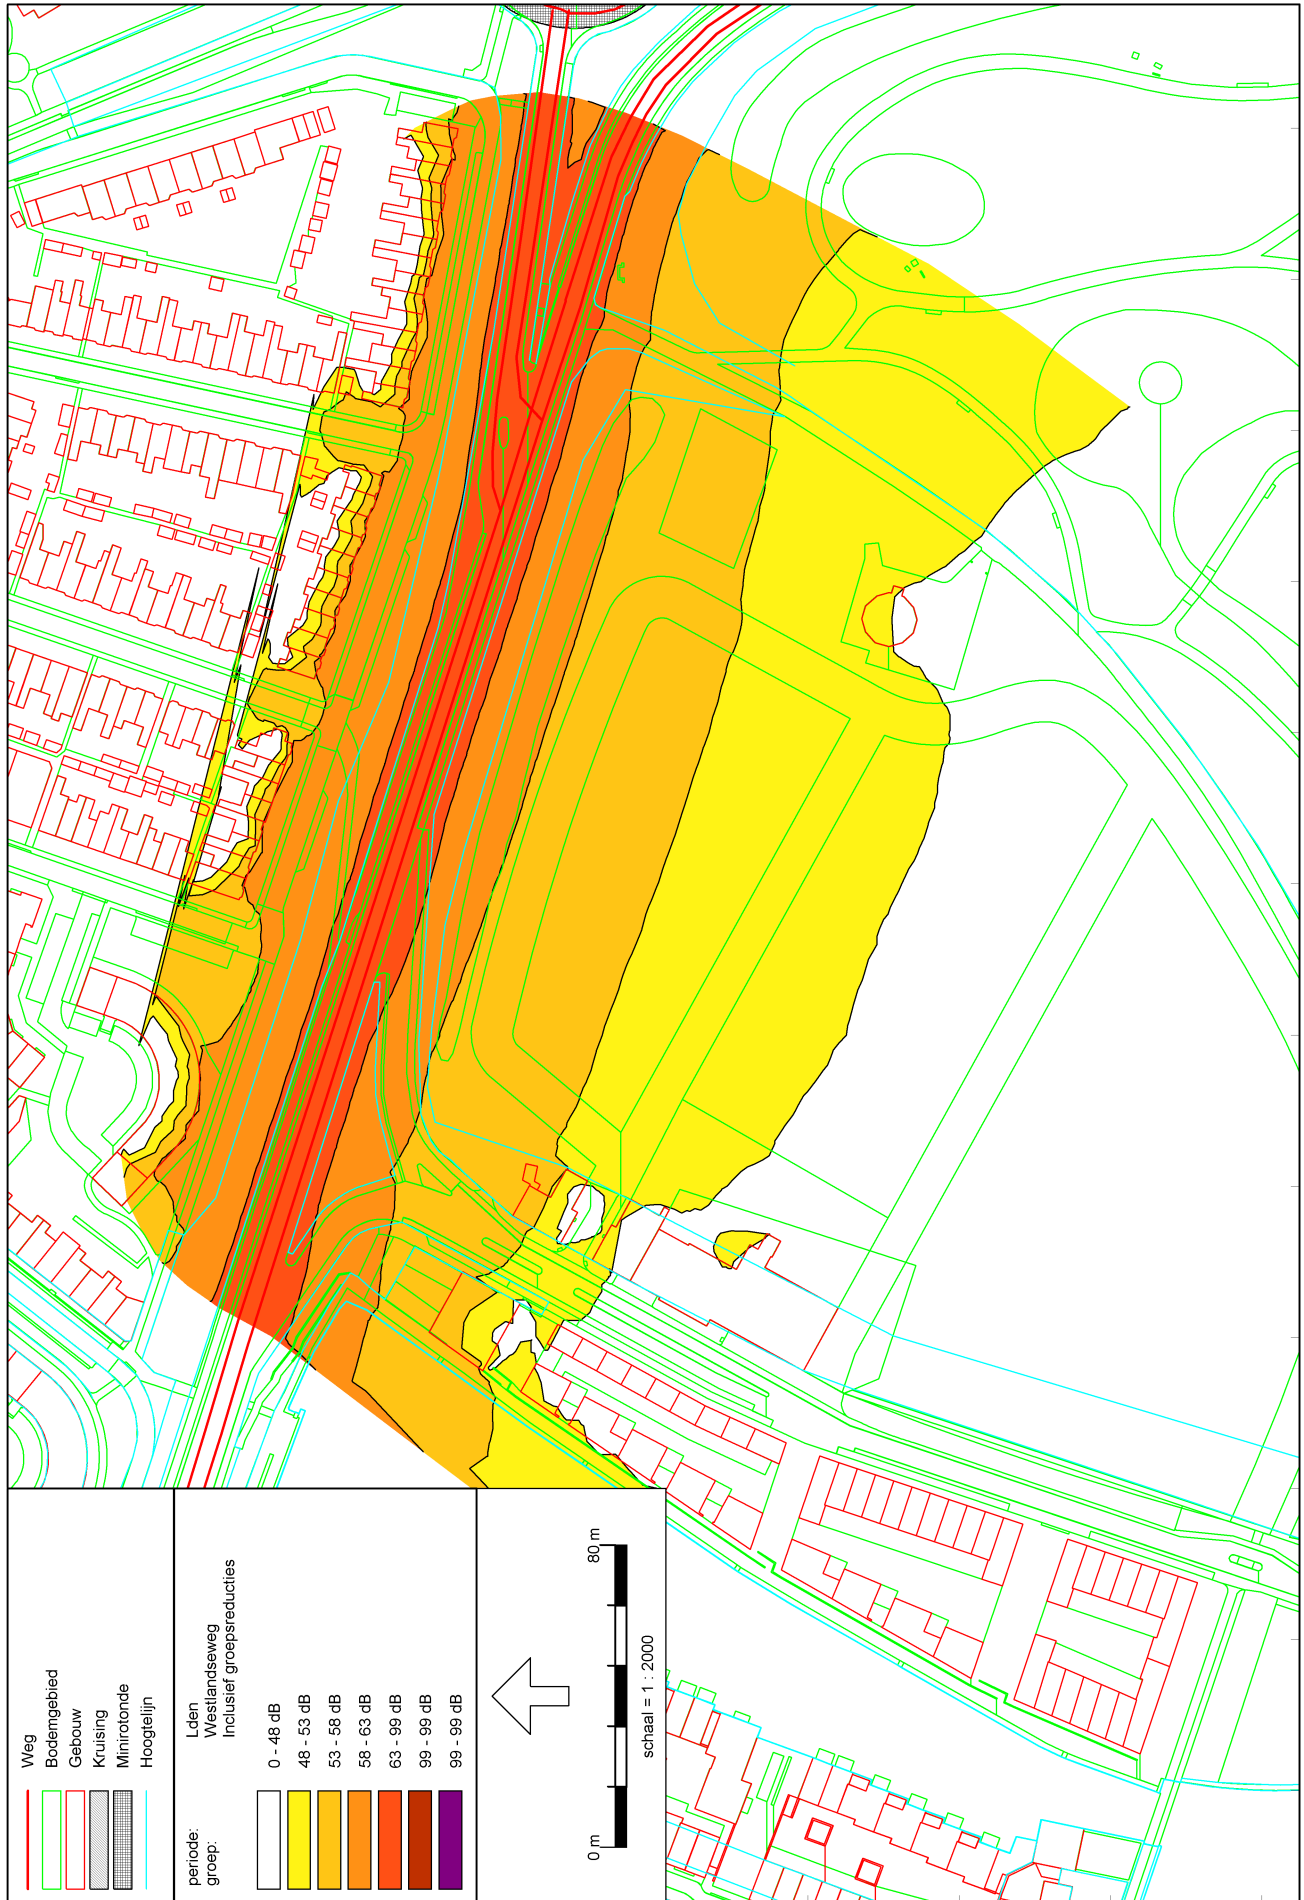 Weg
Bodemgebied
Gebouw
Kruising
Minirotonde
Hoogtelijn
periode: Lden
groep: Westlandseweg
Inclusief groepsreducties
0 - 48 dB
48 - 53 dB
53 - 58 dB
58 - 63 dB
63 - 99 dB
99 - 99 dB
99 - 99 dB
0 m 80 m
schaal = 1 : 2000